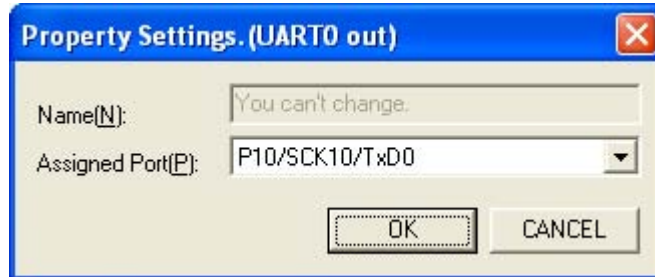 Property Settings.(UART0 out)
Name(N):
You can't change.
Assigned Port(P):
P10/SCK10/TxD0
OK
CANCEL